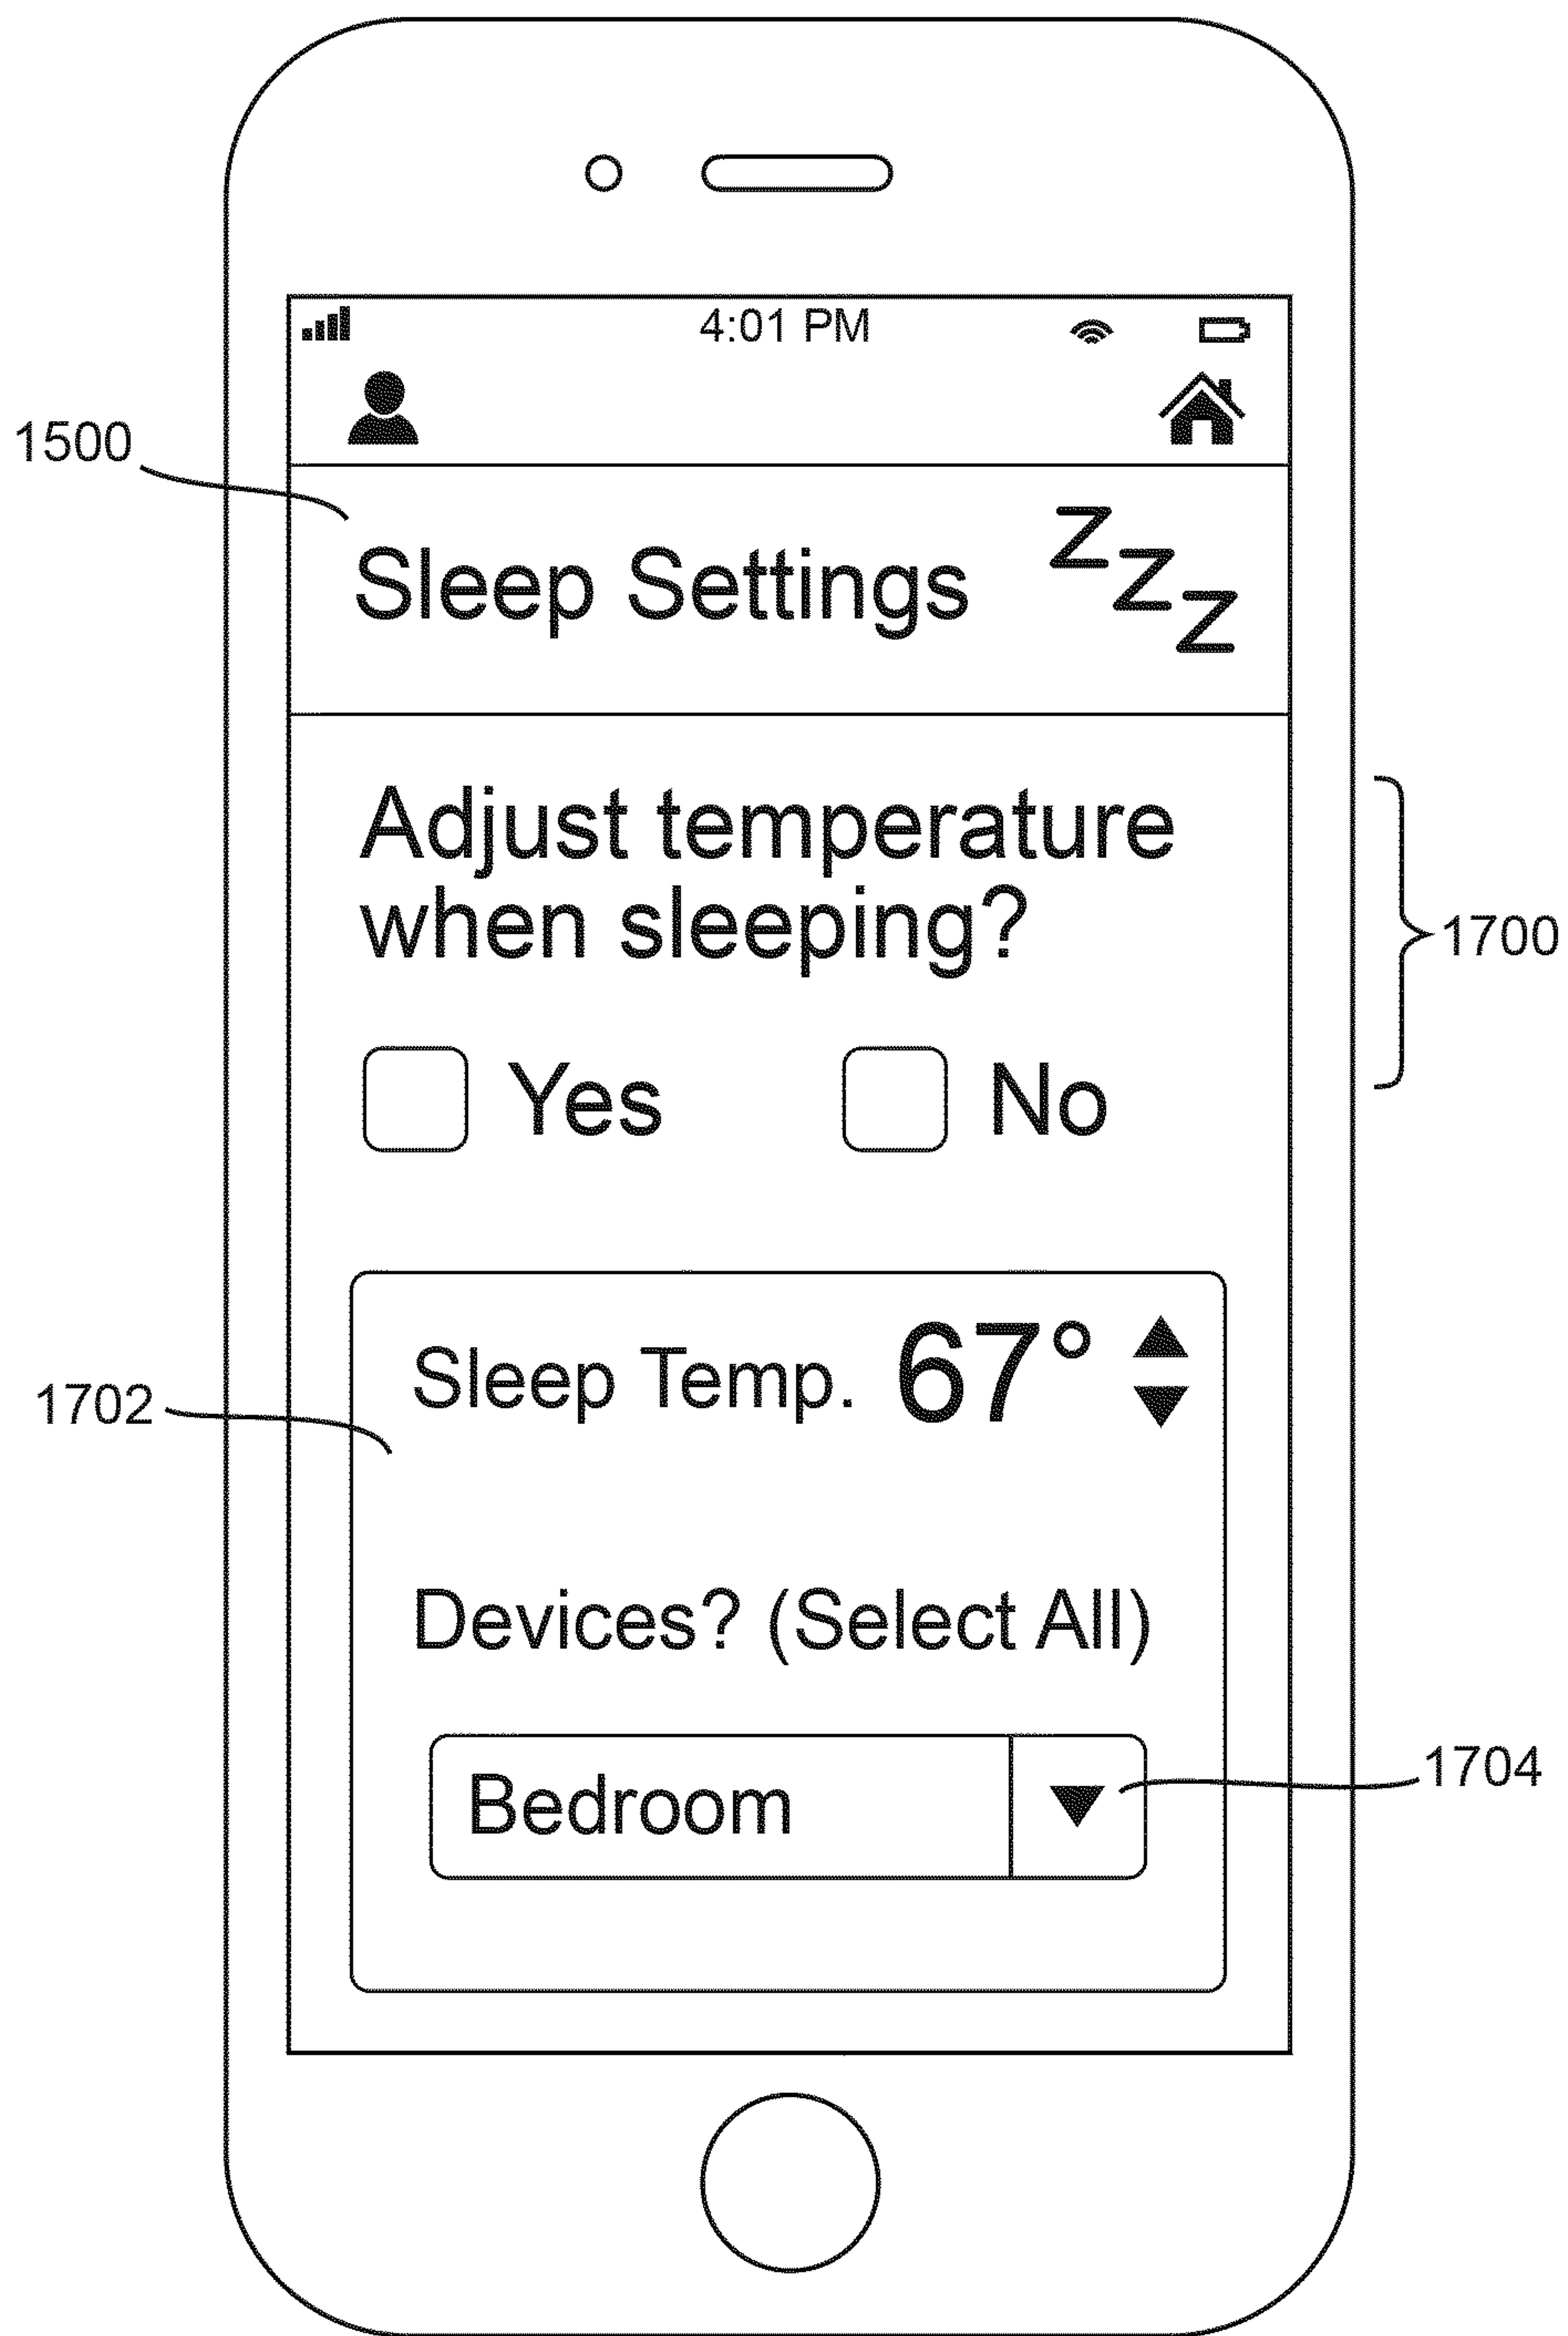 4:01 PM
1500
Sleep Settings
Z
Z
Z
Adjust temperature
when sleeping?
1700
Yes No
Sleep Temp. 67°
1702
Devices? (Select All)
Bedroom
1704